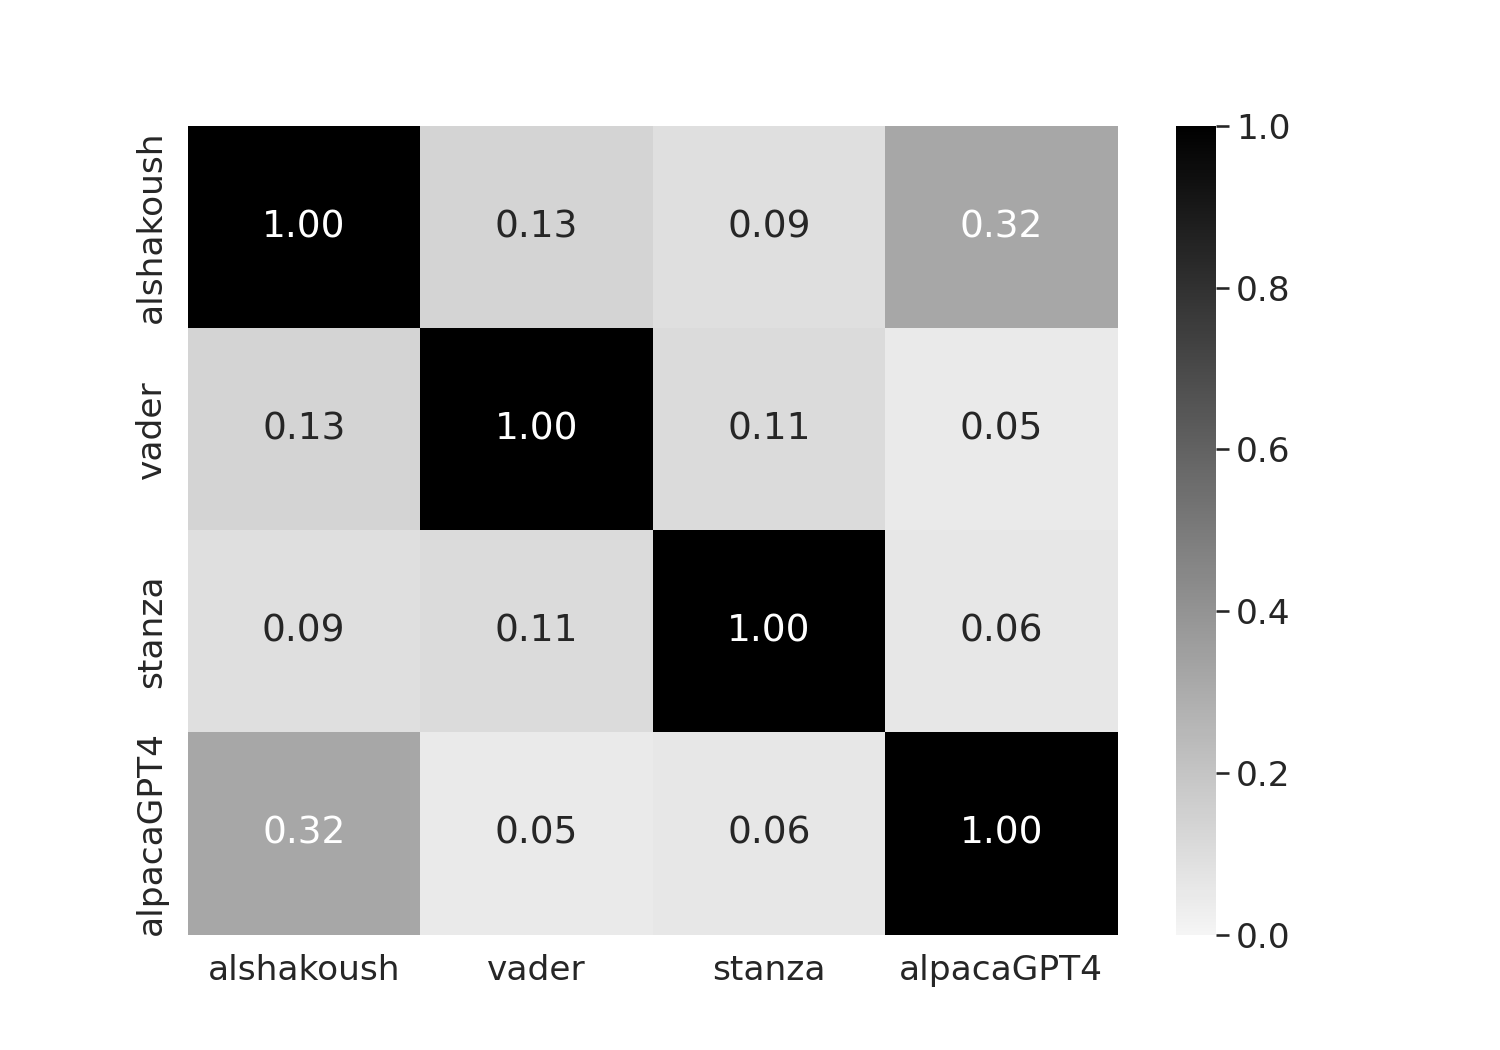 alshakoush 1.00 0.13 0.09 0.32
vader 0.13 1.00 0.11 0.05
stanza 0.09 0.11 1.00 0.06
alpacaGPT4 0.32 0.05 0.06 1.00
alshakoush vader stanza alpacaGPT4
1.0
0.8
0.6
0.4
0.2
0.0